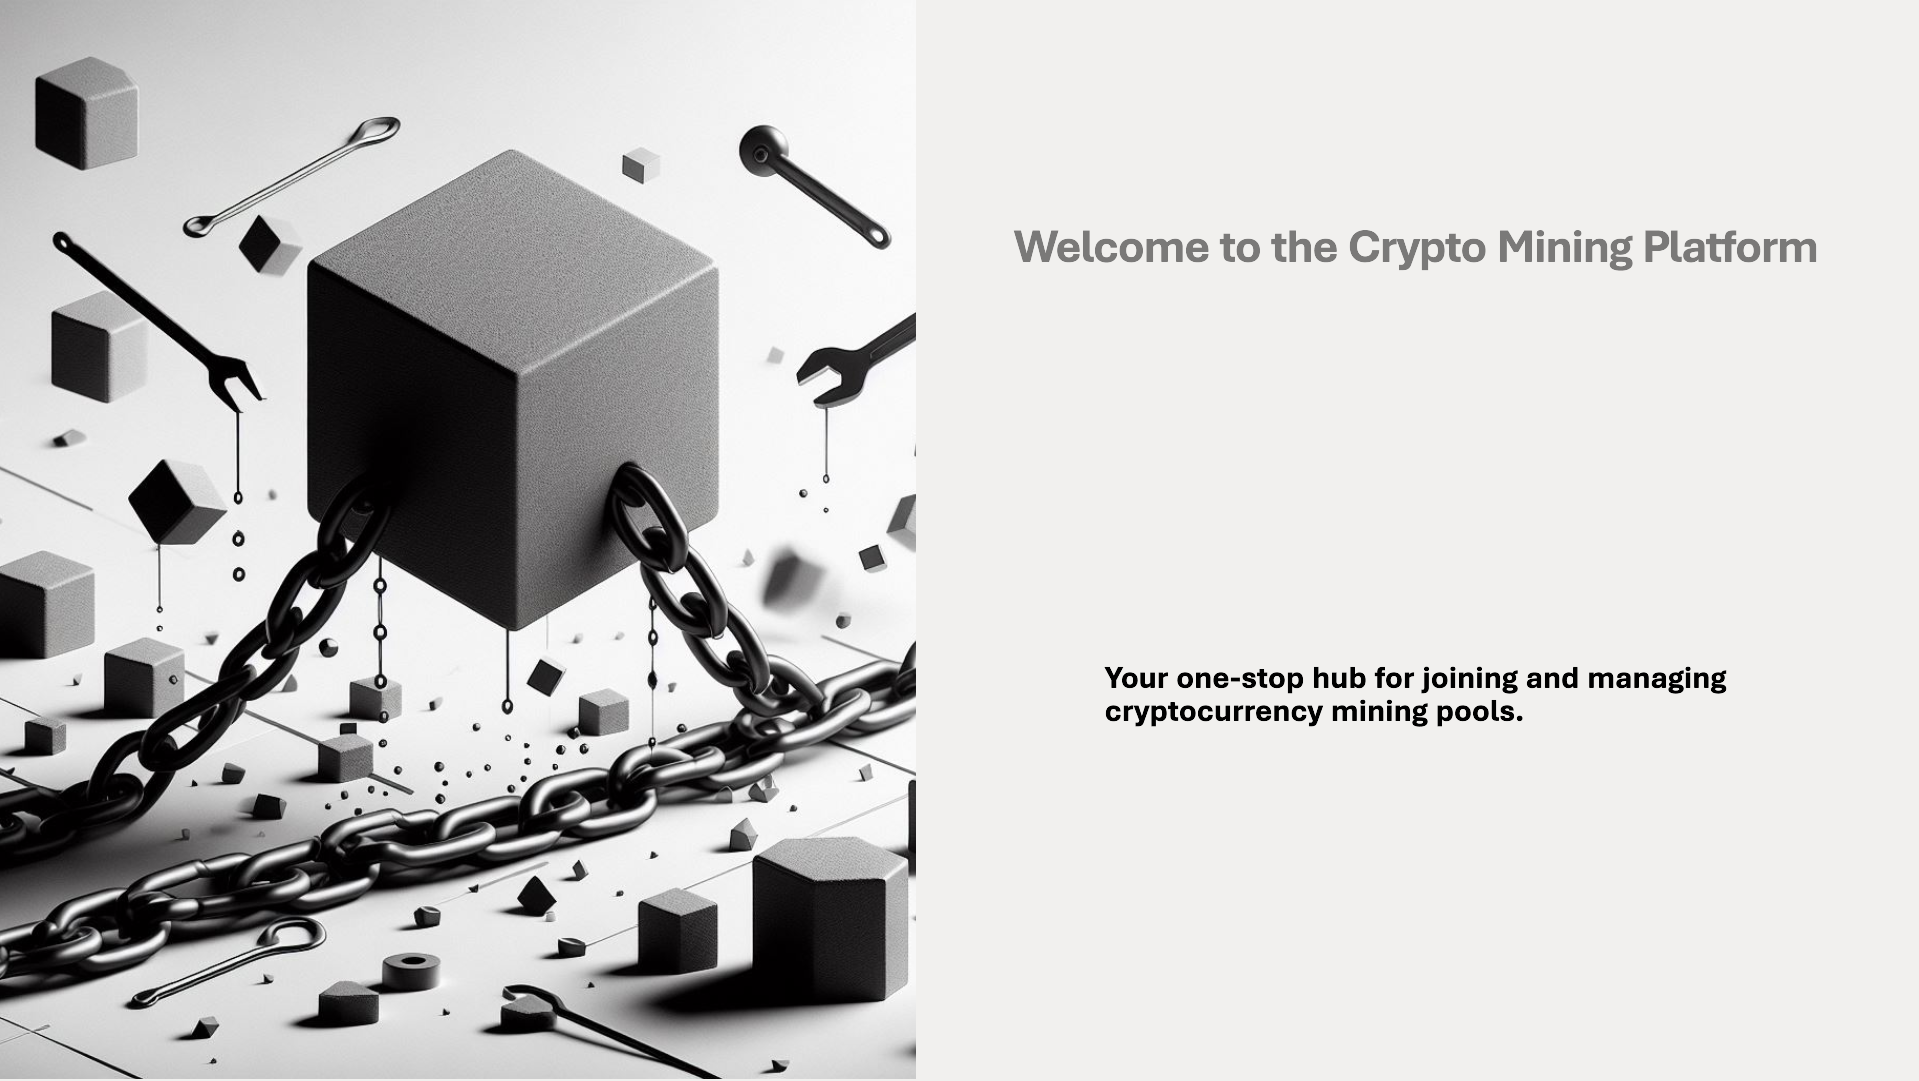 Welcome to the Crypto Mining Platform
Your one-stop hub for joining and managing
cryptocurrency mining pools.